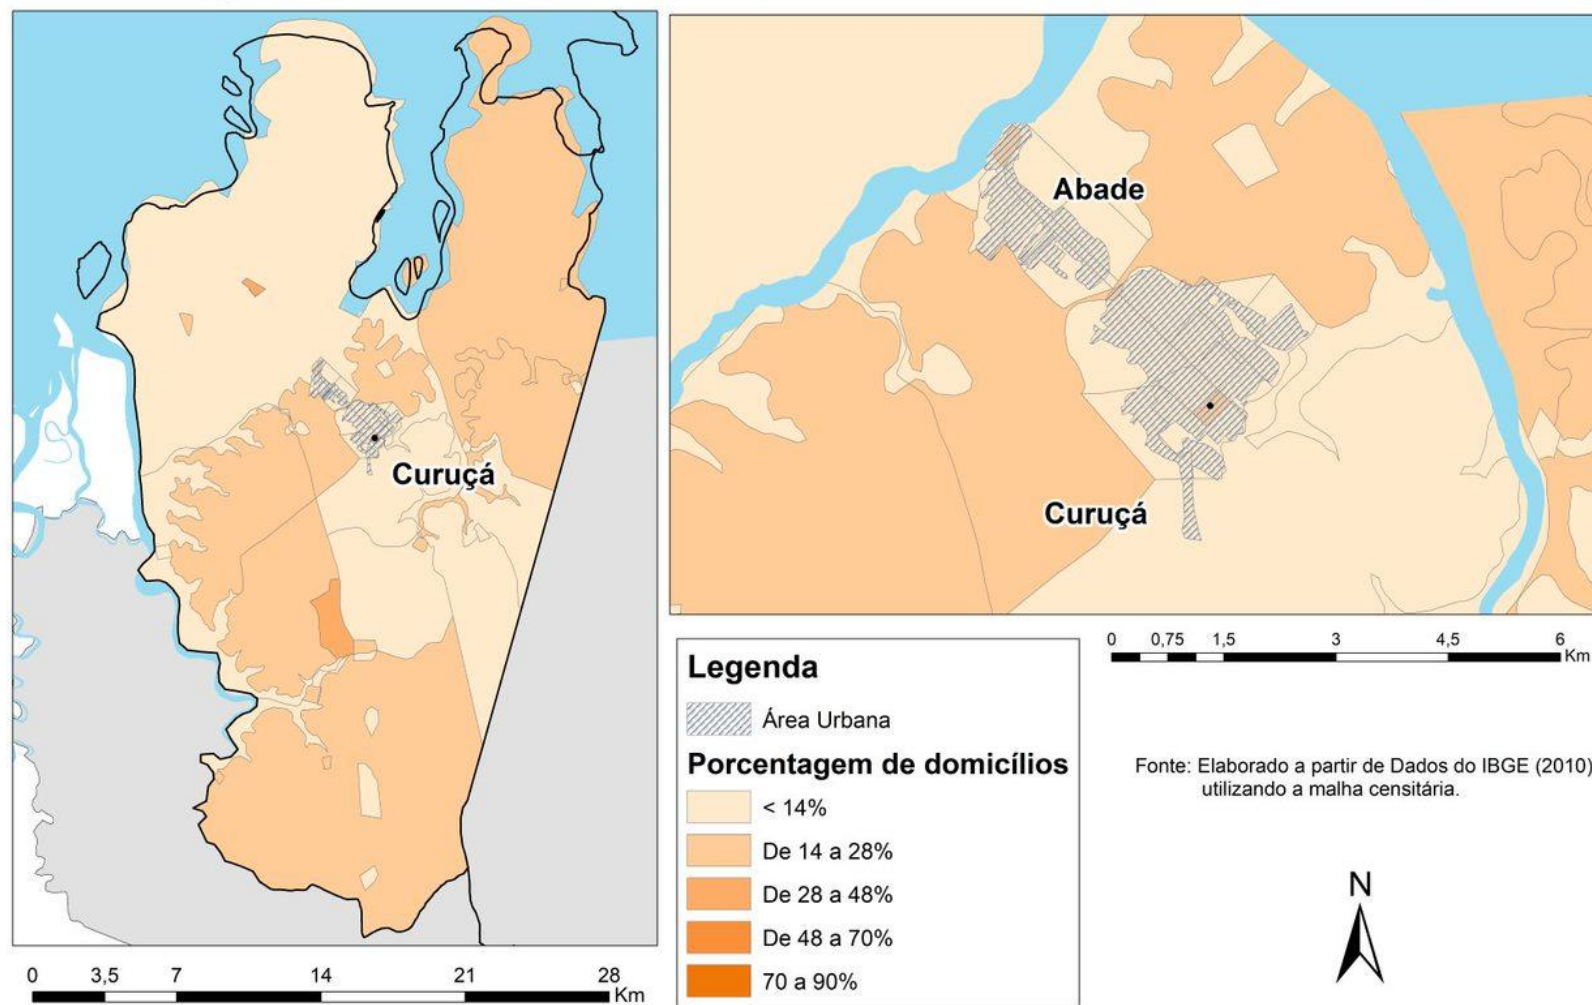 Curuçá
Abade
Curuçá
0 3,5 7 14 21 28
Km
0 0,75 1,5 3 4,5 6
Km
Legenda
Área Urbana
Porcentagem de domicílios
< 14%
De 14 a 28%
De 28 a 48%
De 48 a 70%
70 a 90%
Fonte: Elaborado a partir de Dados do IBGE (2010)
utilizando a malha censitária.
N